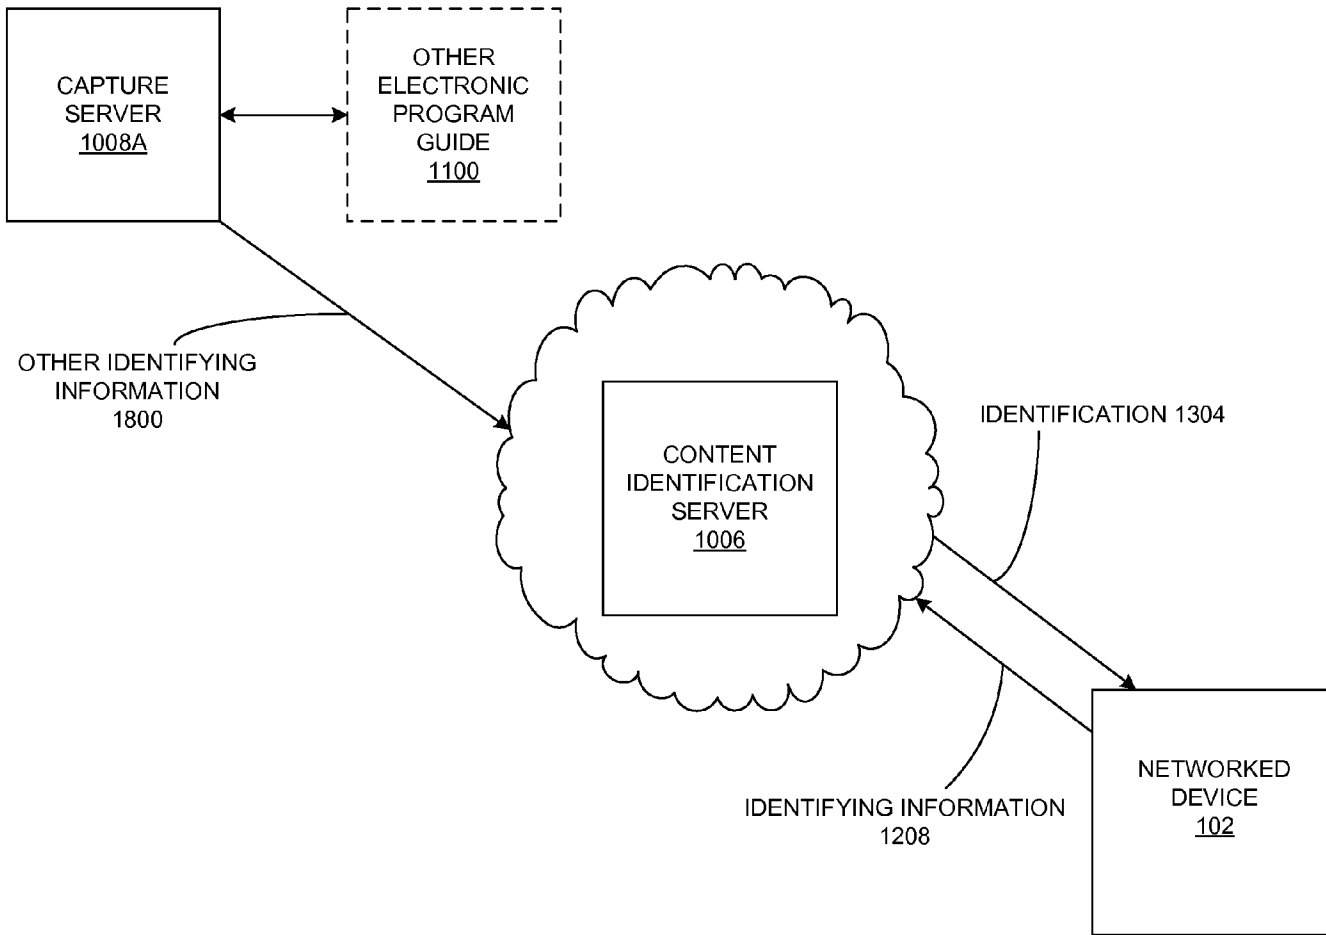 CAPTURE
SERVER
1008A
OTHER
ELECTRONIC
PROGRAM
GUIDE
1100
OTHER IDENTIFYING
INFORMATION
1800
CONTENT
IDENTIFICATION
SERVER
1006
IDENTIFICATION 1304
IDENTIFYING INFORMATION
1208
NETWORKED
DEVICE
102